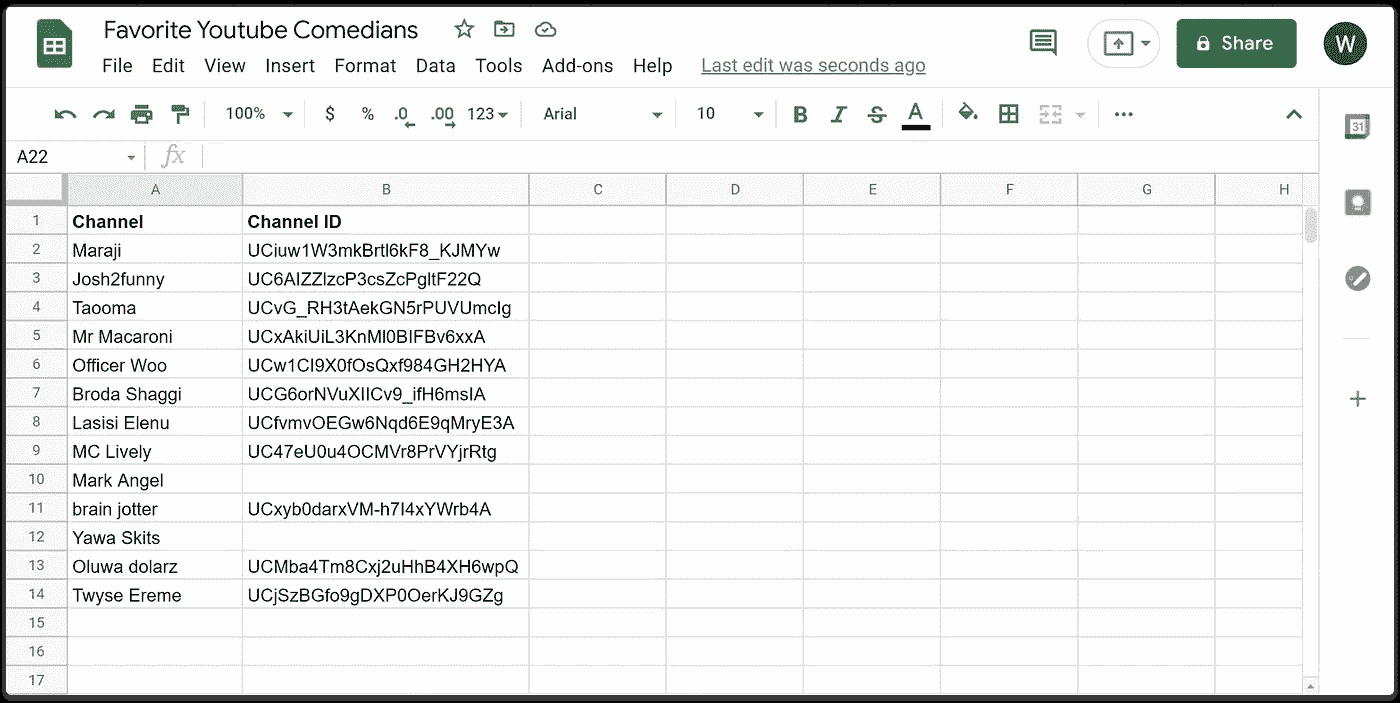 Favorite Youtube Comedians
File Edit View Insert Format Data Tools Add-ons Help Last edit was seconds ago
Share
W
100% $ % .0 .00 123 Arial 10 B I S A
31
A22 fx
A B C D E F G H
1 Channel Channel ID
2 Maraji UCiuw1W3mkBrtl6kF8_KJMYw
3 Josh2funny UC6AIZZlzcP3csZcPgltF22Q
4 Taooma UCvG_RH3tAekGN5rPUVUmcIg
5 Mr Macaroni UCxAkiUiL3KnMl0BIFBv6xxA
6 Officer Woo UCw1CI9X0fOsQxf984GH2HYA
7 Broda Shaggi UCG6orNVuXIICv9_ifH6msIA
8 Lasisi Elenu UCfvmvOEGw6Nqd6E9qMryE3A
9 MC Lively UC47eU0u4OCMVr8PrVYjrRtg
10 Mark Angel
11 brain jotter UCxyb0darxVM-h7I4xYWrb4A
12 Yawa Skits
13 Oluwa dolarz UCMba4Tm8Cxj2uHhB4XH6wpQ
14 Twyse Ereme UCjSzBGfo9gDXP0OerKJ9GZg
15
16
17